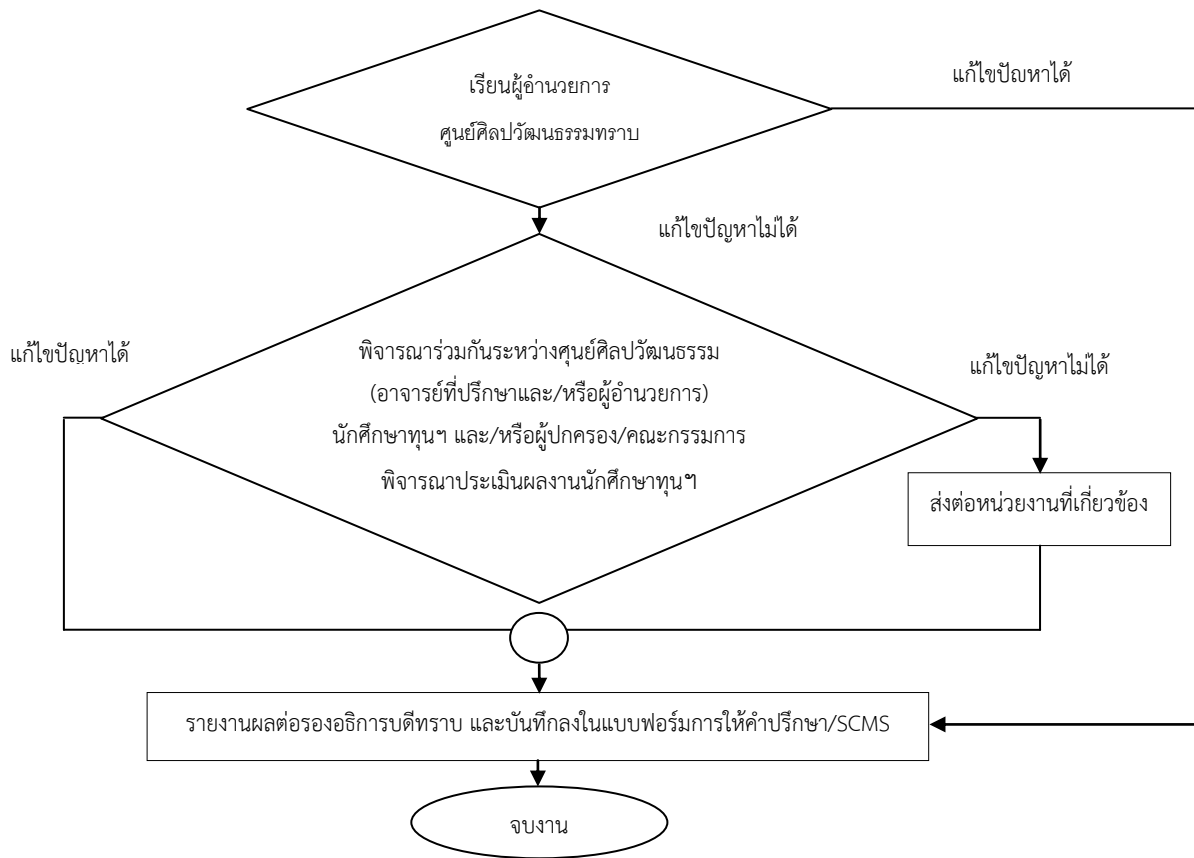 เรียนผู้อำนวยการ
ศูนย์ศิลปวัฒนธรรมทราบ
แก้ไขปัญหาได้
แก้ไขปัญหาไม่ได้
แก้ไขปัญหาได้
พิจารณาร่วมกันระหว่างศุนย์ศิลปวัฒนธรรม
(อาจารย์ที่ปรึกษาและ/หรือผู้อำนวยการ)
นักศึกษาทุนฯ และ/หรือผู้ปกครอง/คณะกรรมการ
พิจารณาประเมินผลงานนักศึกษาทุนฯ
แก้ไขปัญหาไม่ได้
ส่งต่อหน่วยงานที่เกี่ยวข้อง
รายงานผลต่อรองอธิการบดีทราบ และบันทึกลงในแบบฟอร์มการให้คำปรึกษา/SCMS
จบงาน